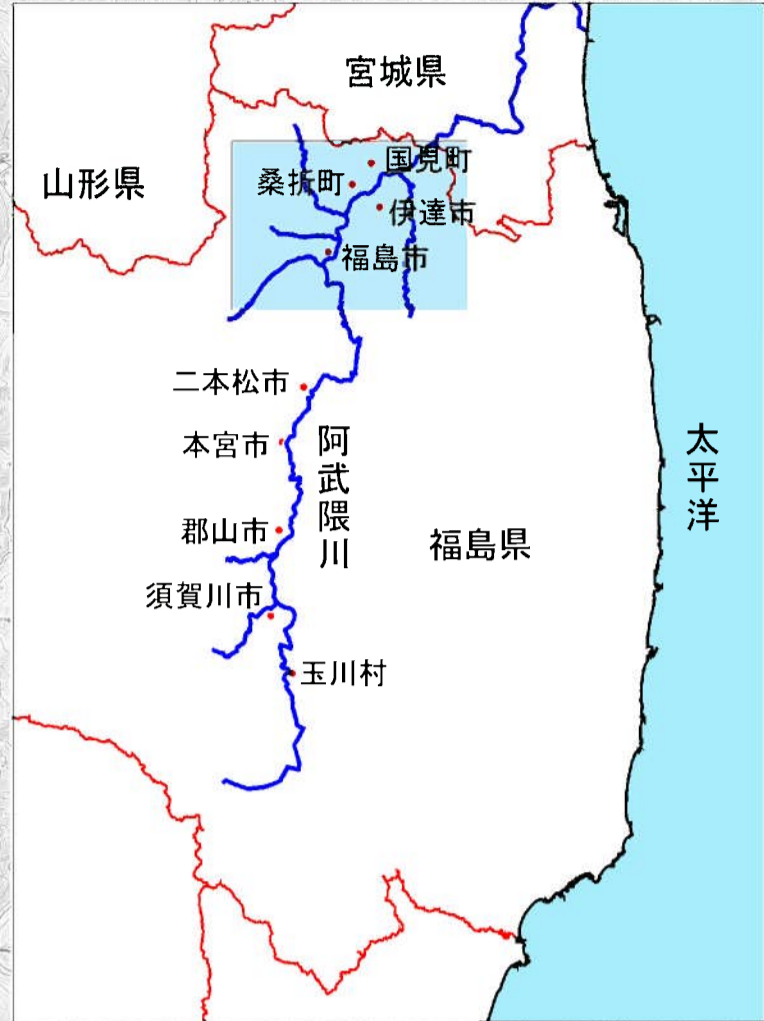 宮城県
国見町
山形県
桑折町
伊達市
福島市
二本松市
本宮市
阿武隈川
太平洋
郡山市
福島県
須賀川市
玉川村